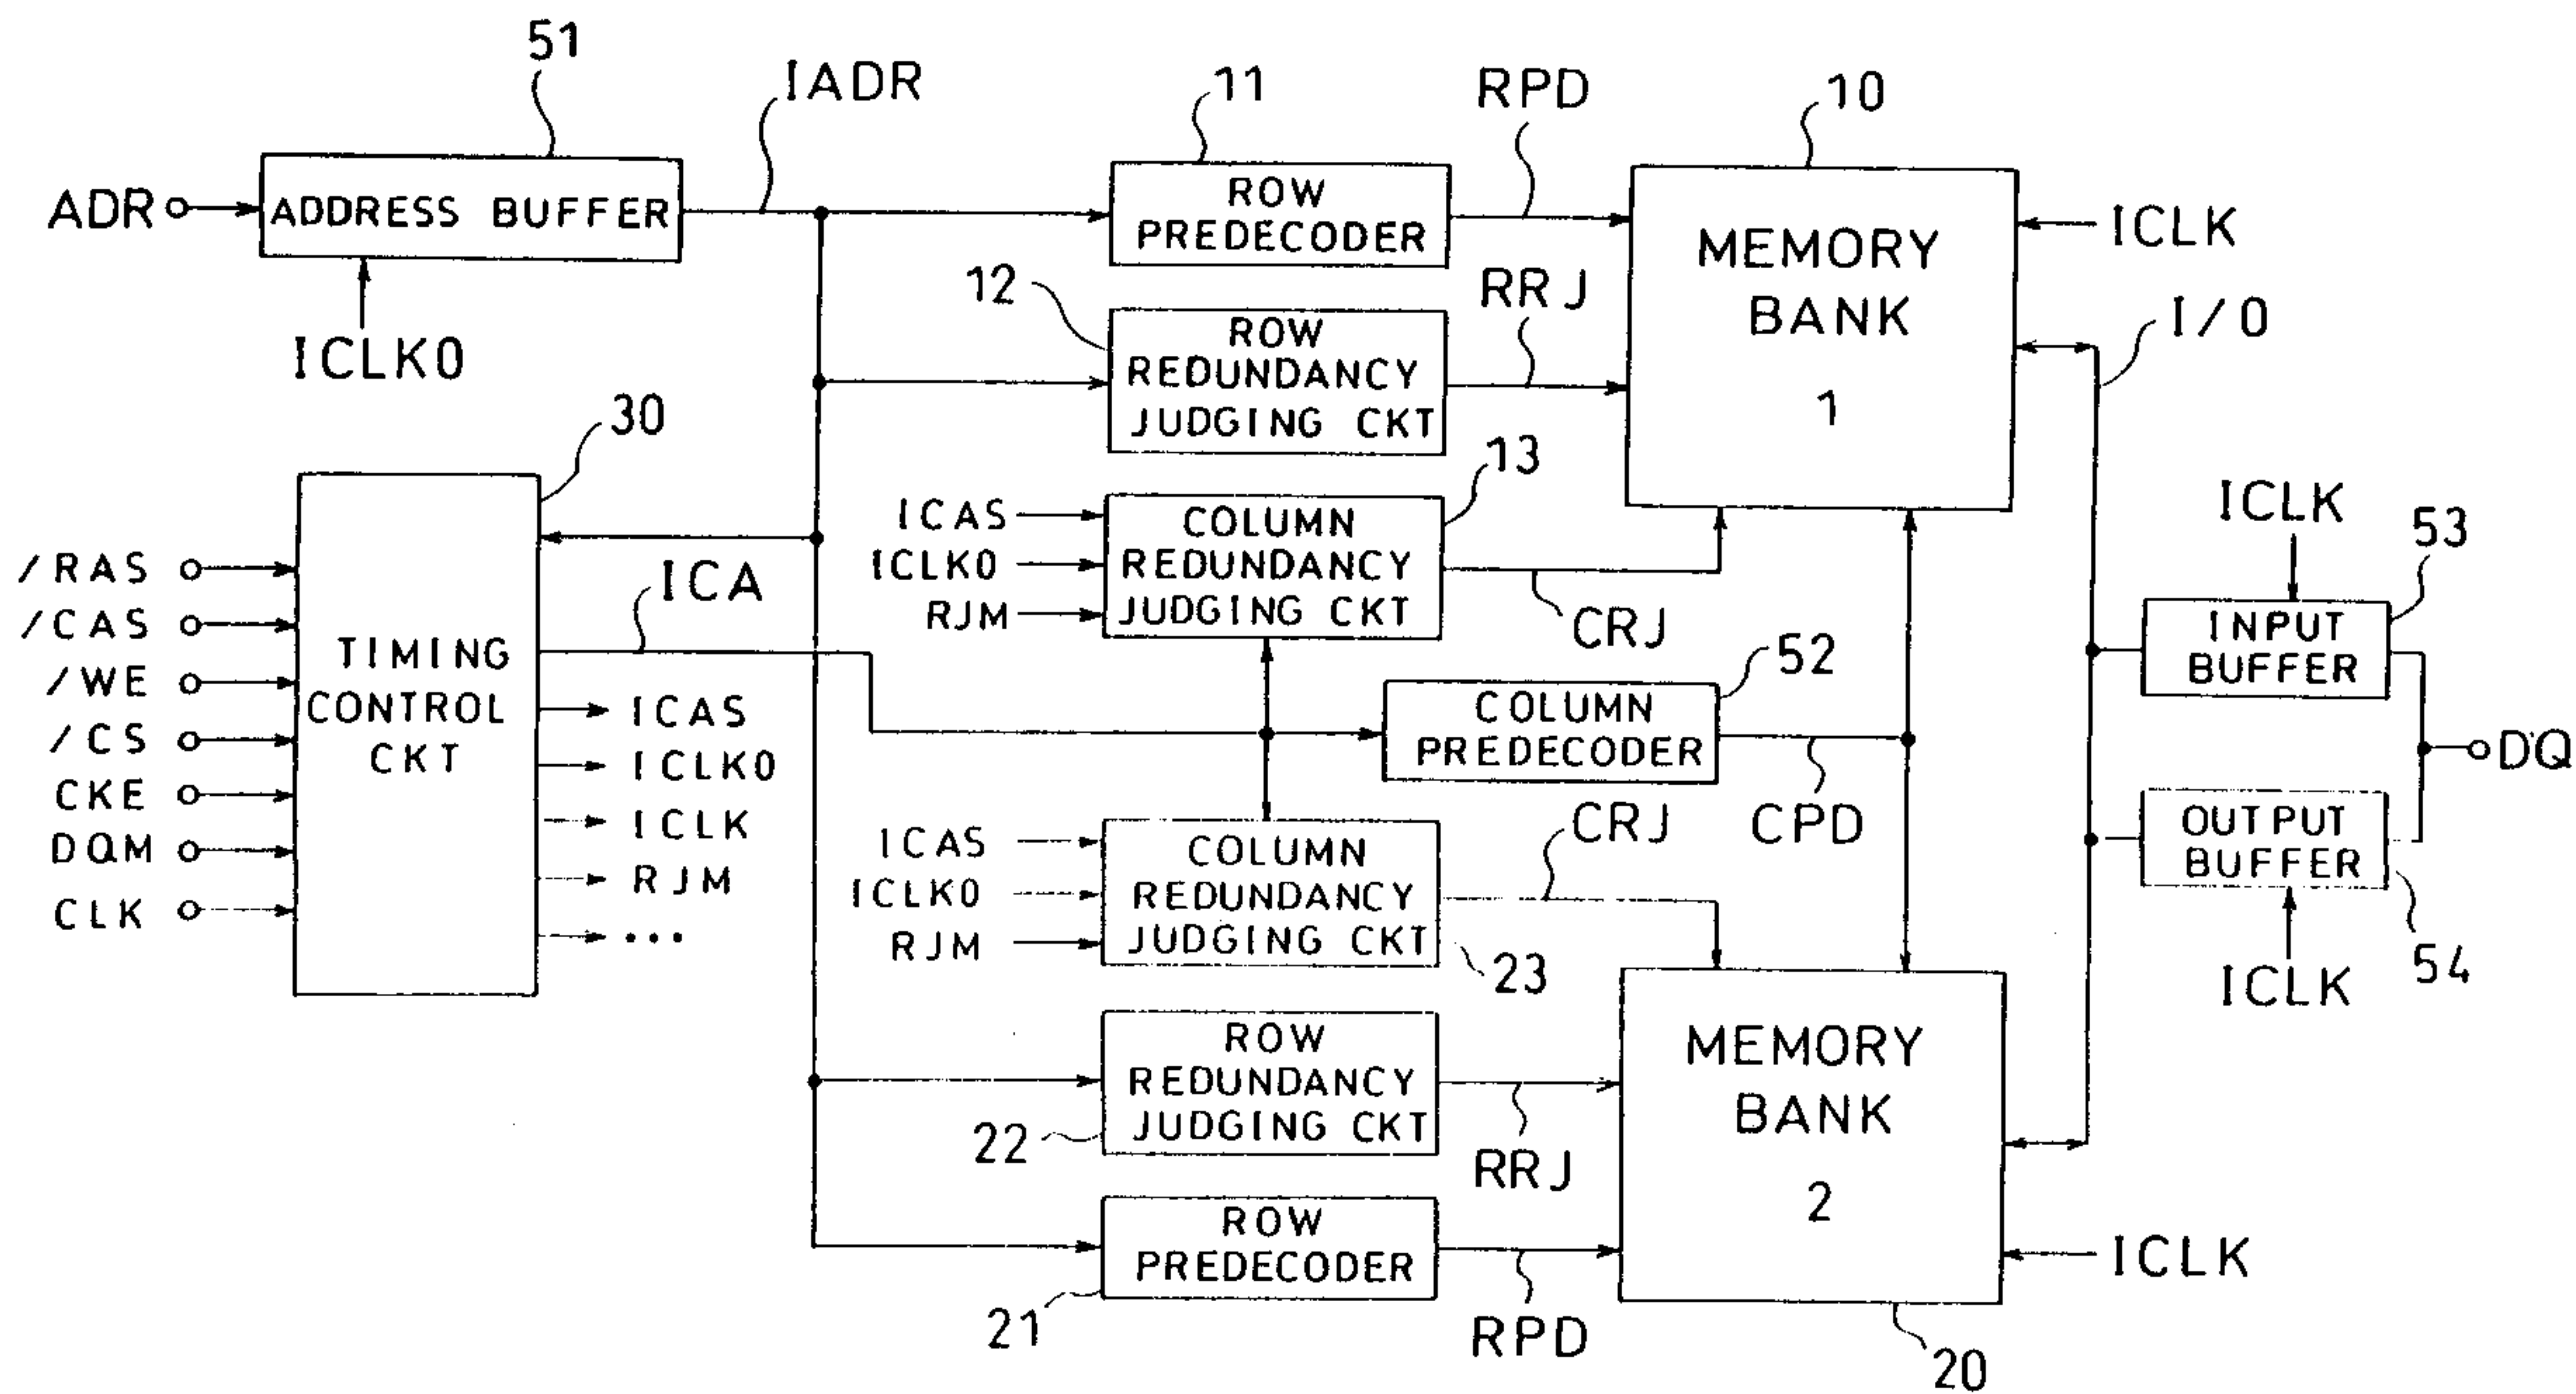 51
IADR
ADR
ADDRESS BUFFER
ICLK0
11
ROW
PREDECODER
RPD
12
ROW
REDUNDANCY
JUDGING CKT
RRJ
10
MEMORY
BANK
1
ICLK
I/O
30
/RAS
/CAS
/WE
/CS
CKE
DQM
CLK
TIMING
CONTROL
CKT
ICA
ICAS
ICLK0
ICLK
RJM
...
13
ICAS
ICLK0
RJM
COLUMN
REDUNDANCY
JUDGING CKT
CRJ
52
COLUMN
PREDECODER
CPD
ICLK
53
INPUT
BUFFER
DQ
OUTPUT
BUFFER
54
ICLK
ICAS
ICLK0
RJM
COLUMN
REDUNDANCY
JUDGING CKT
23
CRJ
22
ROW
REDUNDANCY
JUDGING CKT
RRJ
21
ROW
PREDECODER
RPD
MEMORY
BANK
2
ICLK
20